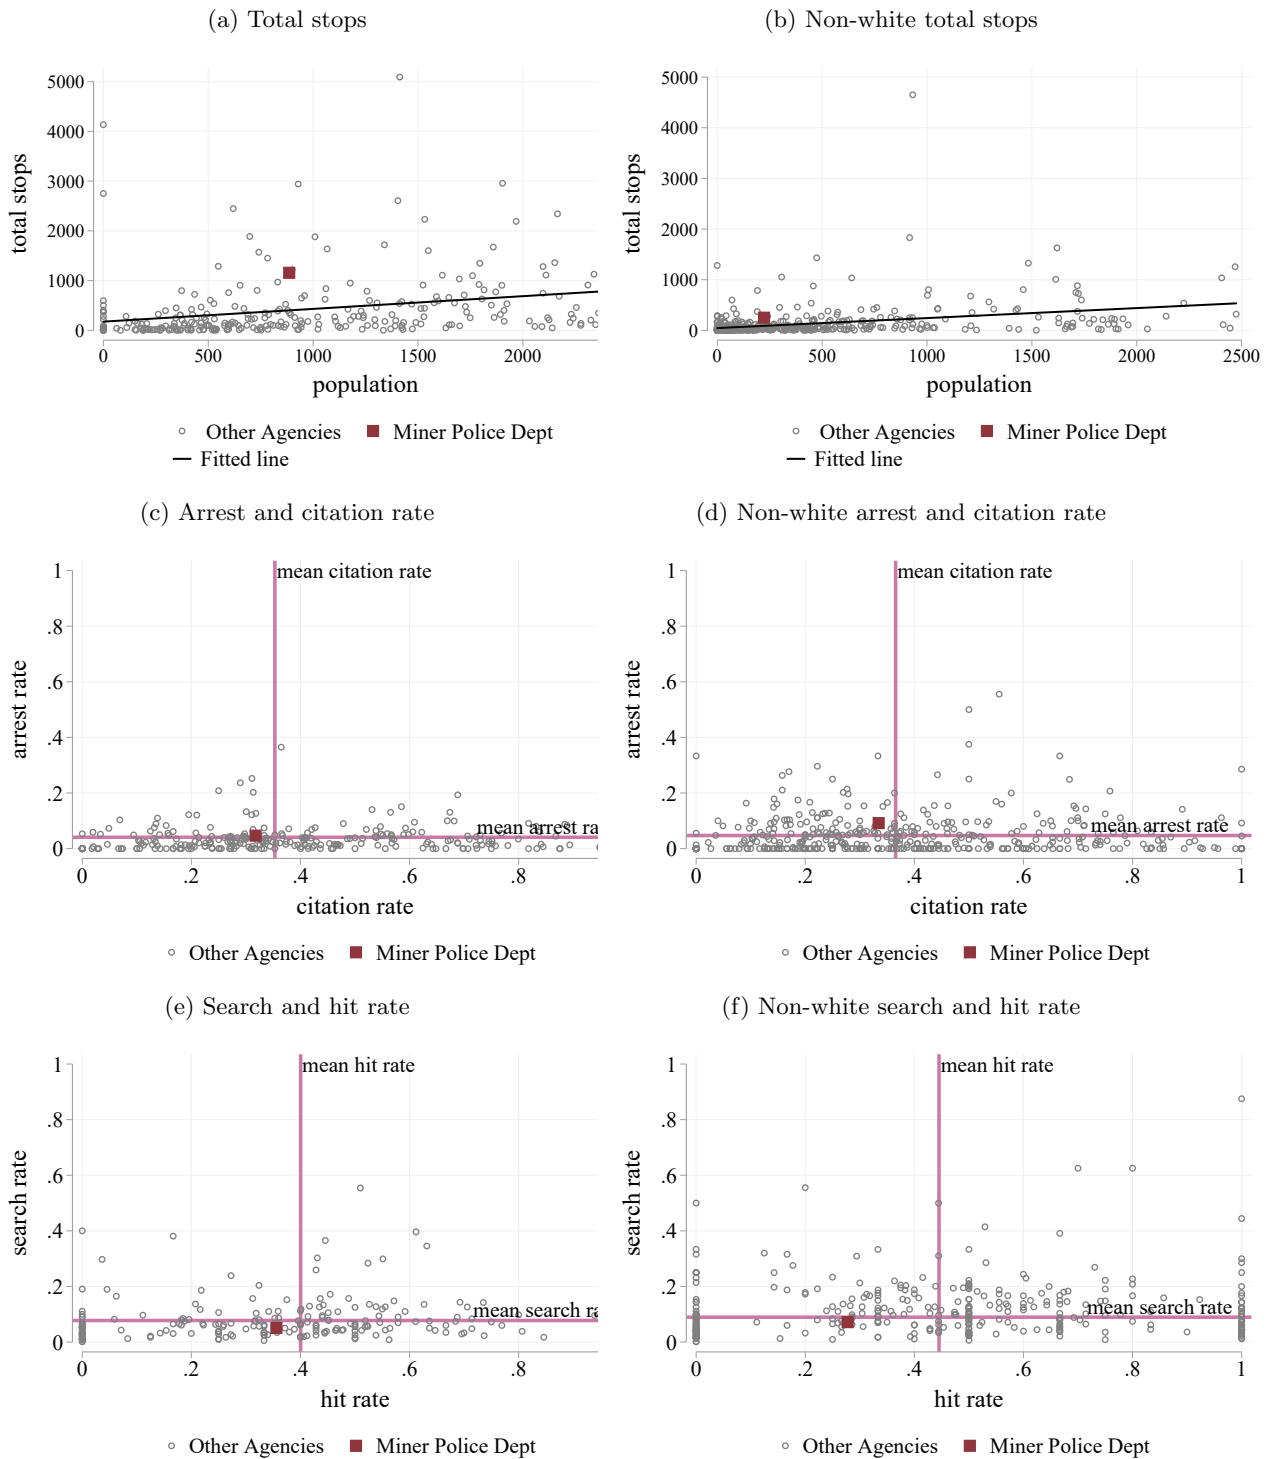 (a) Total stops
(b) Non-white total stops
total stops
5000
4000
3000
2000
1000
0
0 500 1000 1500 2000
population
Other Agencies Miner Police Dept
Fitted line
total stops
5000
4000
3000
2000
1000
0
0 500 1000 1500 2000 2500
population
Other Agencies Miner Police Dept
Fitted line
(c) Arrest and citation rate
(d) Non-white arrest and citation rate
arrest rate
1
.8
.6
.4
.2
0
mean citation rate
mean arrest ra
0 .2 .4 .6 .8
citation rate
Other Agencies Miner Police Dept
arrest rate
1
.8
.6
.4
.2
0
mean citation rate
mean arrest rate
0 .2 .4 .6 .8 1
citation rate
Other Agencies Miner Police Dept
(e) Search and hit rate
(f) Non-white search and hit rate
search rate
1
.8
.6
.4
.2
0
mean hit rate
mean search ra
0 .2 .4 .6 .8
hit rate
Other Agencies Miner Police Dept
search rate
1
.8
.6
.4
.2
0
mean hit rate
mean search rate
0 .2 .4 .6 .8 1
hit rate
Other Agencies Miner Police Dept